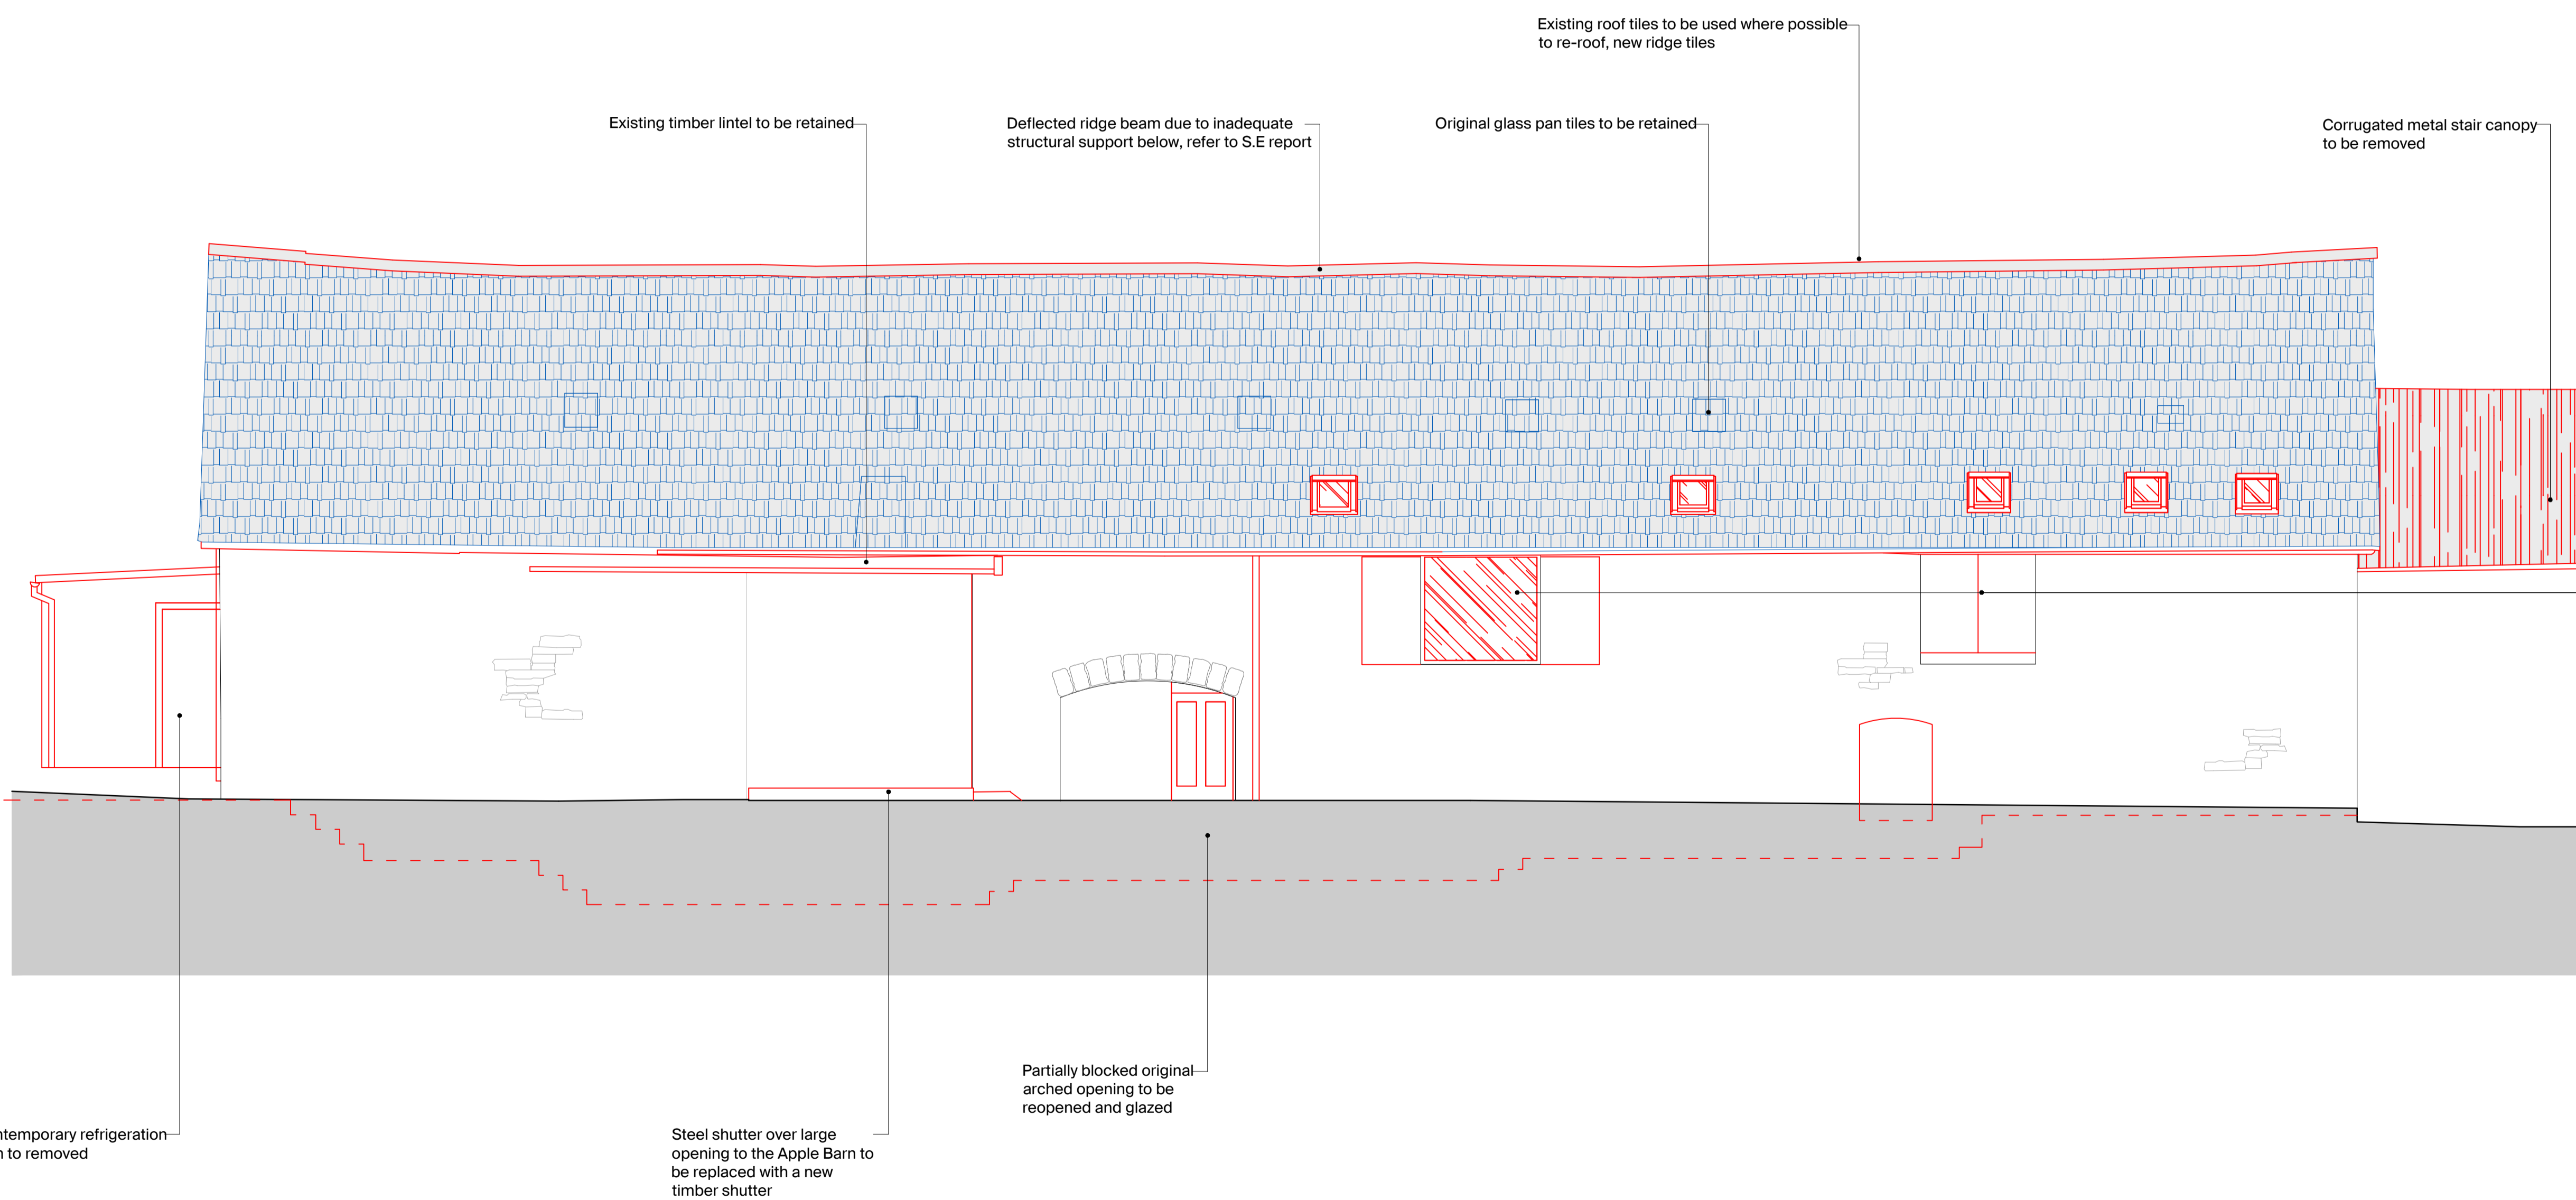 Existing roof tiles to be used where possible
to re-roof, new ridge tiles
Existing timber lintel to be retained
Deflected ridge beam due to inadequate
structural support below, refer to S.E report
Original glass pan tiles to be retained
Corrugated metal stair canopy
to be removed
Partially blocked original
arched opening to be
reopened and glazed
ntemporary refrigeration
n to removed
Steel shutter over large
opening to the Apple Barn to
be replaced with a new
timber shutter